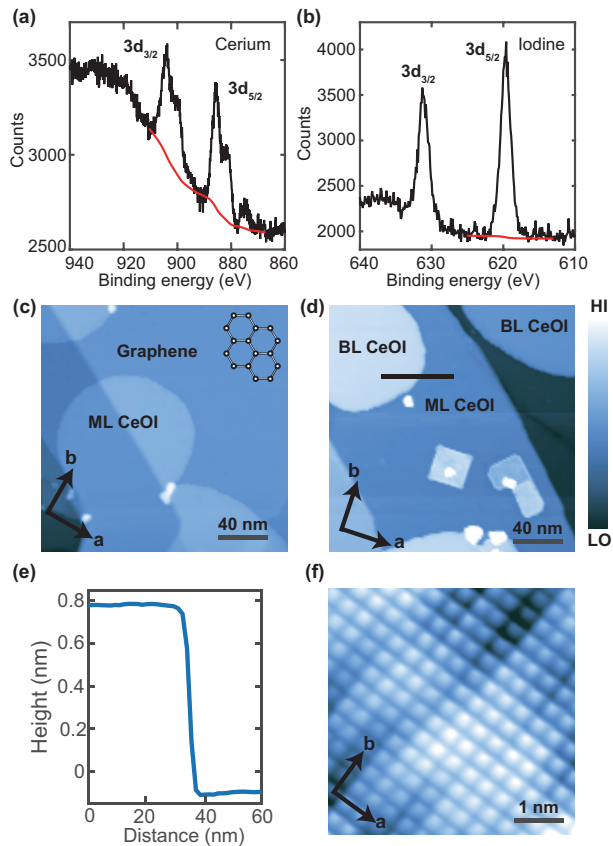 (a)
3d3/2
Cerium
3d5/2
3500
3000
2500
Counts
940
920
900
880
860
Binding energy (eV)
(b)
3d3/2
3d5/2
Iodine
4000
3500
3000
2500
2000
Counts
640
630
620
610
Binding energy (eV)
(c)
Graphene
ML CeOI
b
a
40 nm
(d)
BL CeOI
BL CeOI
ML CeOI
b
a
40 nm
HI
LO
(e)
0.8
0.6
0.4
0.2
0
Height (nm)
0
20
40
60
Distance (nm)
(f)
b
a
1 nm